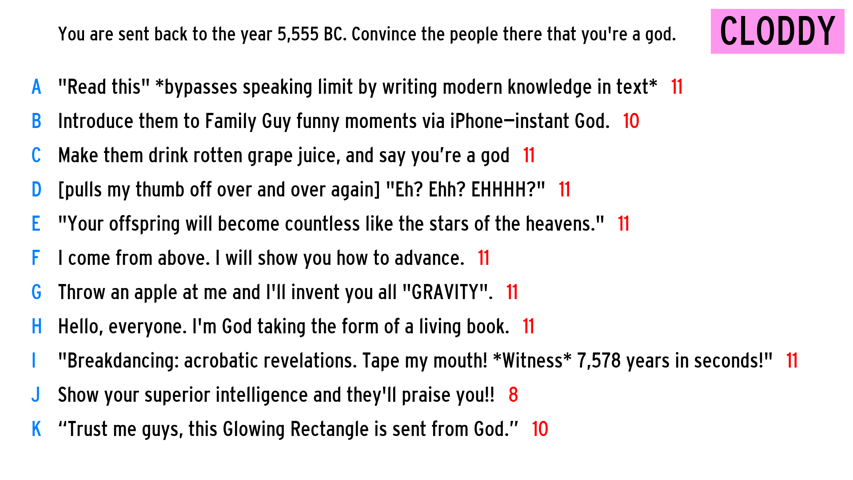 You are sent back to the year 5,555 BC. Convince the people there that you're a god.
CLODDY
A "Read this" *bypasses speaking limit by writing modern knowledge in text* 11
B Introduce them to Family Guy funny moments via iPhone—instant God. 10
C Make them drink rotten grape juice, and say you’re a god 11
D [pulls my thumb off over and over again] "Eh? Ehh? EHHHH?" 11
E "Your offspring will become countless like the stars of the heavens." 11
F I come from above. I will show you how to advance. 11
G Throw an apple at me and I'll invent you all "GRAVITY". 11
H Hello, everyone. I'm God taking the form of a living book. 11
I "Breakdancing: acrobatic revelations. Tape my mouth! *Witness* 7,578 years in seconds!" 11
J Show your superior intelligence and they'll praise you!! 8
K “Trust me guys, this Glowing Rectangle is sent from God.” 10